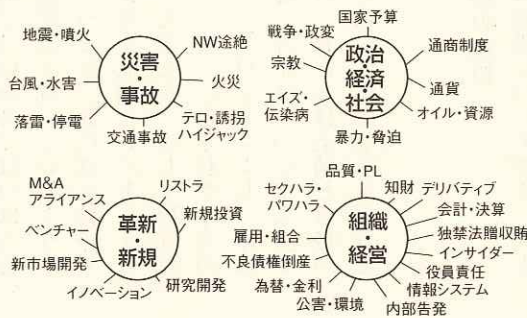 地震・噴火
NW途絶
災害
・
事故
台風・水害
火災
落雷・停電
テロ・誘拐
ハイジャック
交通事故
国家予算
戦争・政変
通商制度
宗教
政治
・
経済
・
社会
通貨
エイズ・
伝染病
オイル・資源
暴力・脅迫
M&A
アライアンス
リストラ
ベンチャー
革新
・
新規
新規投資
新市場開発
イノベーション
研究開発
品質・PL
知財
セクハラ・
パワハラ
デリバティブ
会計・決算
雇用・組合
組織
・
経営
独禁法贈収賄
不良債権倒産
インサイダー
為替・金利
役員責任
公害・環境
情報システム
内部告発